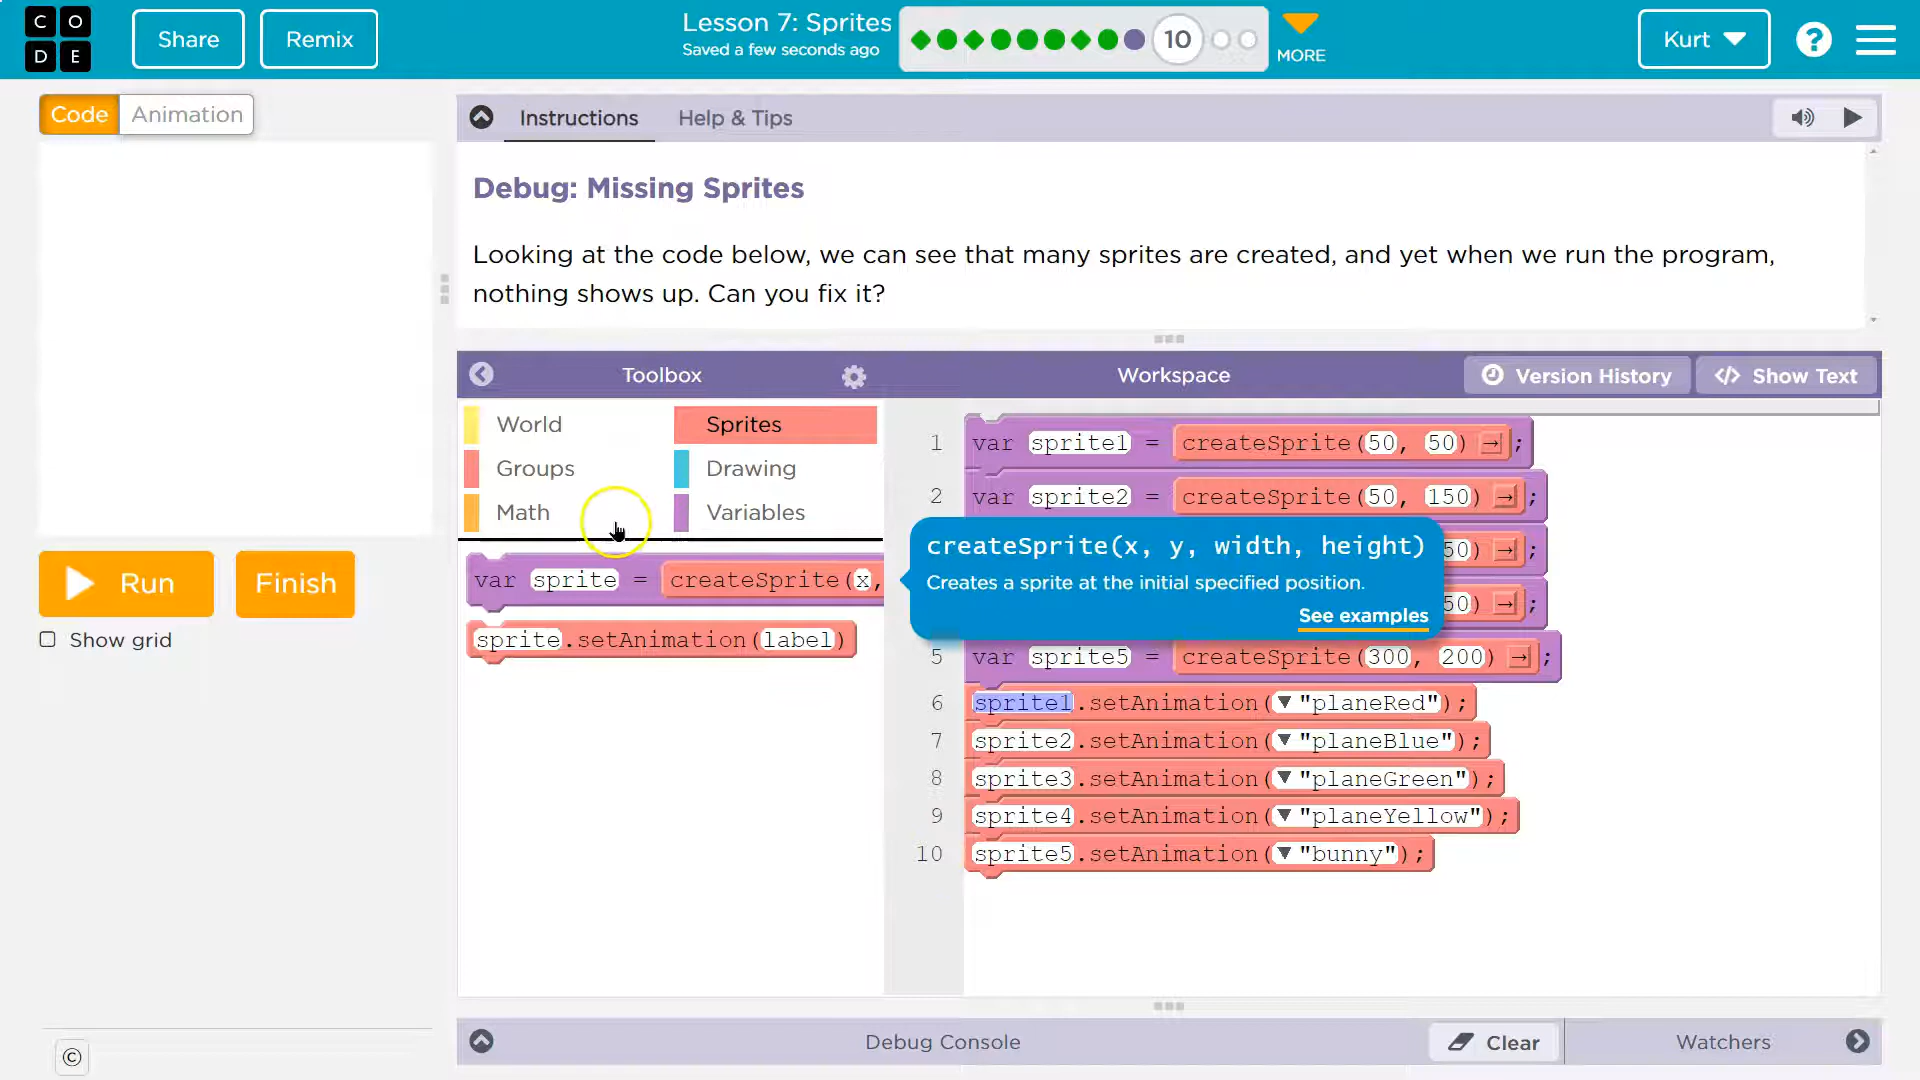 C O
D E
Share
Remix
Lesson 7: Sprites
Saved a few seconds ago
10
MORE
Kurt
?
Code
Animation
Instructions
Help & Tips
Debug: Missing Sprites
Looking at the code below, we can see that many sprites are created, and yet when we run the program,
nothing shows up. Can you fix it?
Toolbox
Workspace
Version History
</> Show Text
World
Sprites
Groups
Drawing
Math
Variables
var sprite = createSprite(x,
sprite.setAnimation(label)
createSprite(x, y, width, height)
Creates a sprite at the initial specified position.
See examples
1 var sprite1 = createSprite(50, 50) → ;
2 var sprite2 = createSprite(50, 150) → ;
50) → ;
50) → ;
5 var sprite5 = createSprite(300, 200) → ;
6 sprite1.setAnimation(▼ "planeRed");
7 sprite2.setAnimation(▼ "planeBlue");
8 sprite3.setAnimation(▼ "planeGreen");
9 sprite4.setAnimation(▼ "planeYellow");
10 sprite5.setAnimation(▼ "bunny");
Run
Finish
Show grid
©
Debug Console
Clear
Watchers